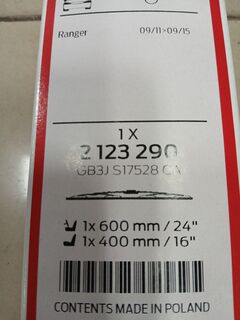 Ranger 09/11>09/15
1 X
2 123 290
GB3J S17528 CA
1x 600 mm / 24"
1x 400 mm / 16"
CONTENTS MADE IN POLAND